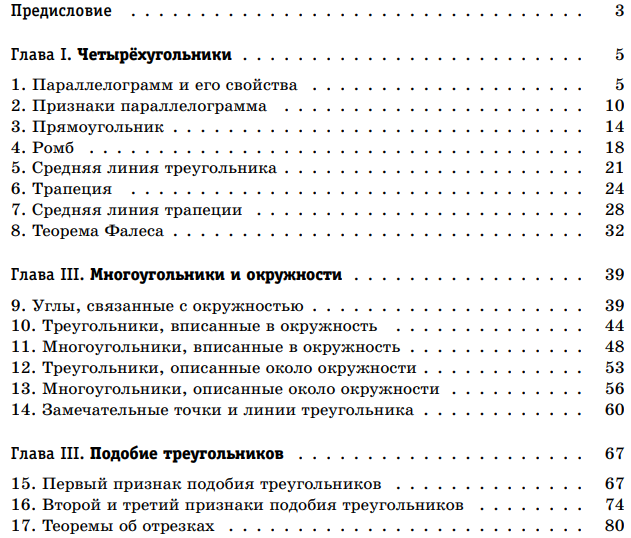 Предисловие . . . . . . . . . . . . . . . . . . . . . . . . . . 3
Глава I. Четырёхугольники . . . . . . . . . . . . . . . . . . . . 5
1. Параллелограмм и его свойства . . . . . . . . . . . . . . . . 5
2. Признаки параллелограмма . . . . . . . . . . . . . . . . . . 10
3. Прямоугольник . . . . . . . . . . . . . . . . . . . . . . . . 14
4. Ромб . . . . . . . . . . . . . . . . . . . . . . . . . . . . 18
5. Средняя линия треугольника . . . . . . . . . . . . . . . . . . 21
6. Трапеция . . . . . . . . . . . . . . . . . . . . . . . . . . 24
7. Средняя линия трапеции . . . . . . . . . . . . . . . . . . . 28
8. Теорема Фалеса . . . . . . . . . . . . . . . . . . . . . . . . 32
Глава III. Многоугольники и окружности . . . . . . . . . . . . . . 39
9. Углы, связанные с окружностью . . . . . . . . . . . . . . . . 39
10. Треугольники, вписанные в окружность . . . . . . . . . . . 44
11. Многоугольники, вписанные в окружность . . . . . . . . . . 48
12. Треугольники, описанные около окружности . . . . . . . . . 53
13. Многоугольники, описанные около окружности . . . . . . . . 56
14. Замечательные точки и линии треугольника . . . . . . . . . 60
Глава III. Подобие треугольников . . . . . . . . . . . . . . . . . 67
15. Первый признак подобия треугольников . . . . . . . . . . . 67
16. Второй и третий признаки подобия треугольников . . . . . . 74
17. Теоремы об отрезках . . . . . . . . . . . . . . . . . . . . 80